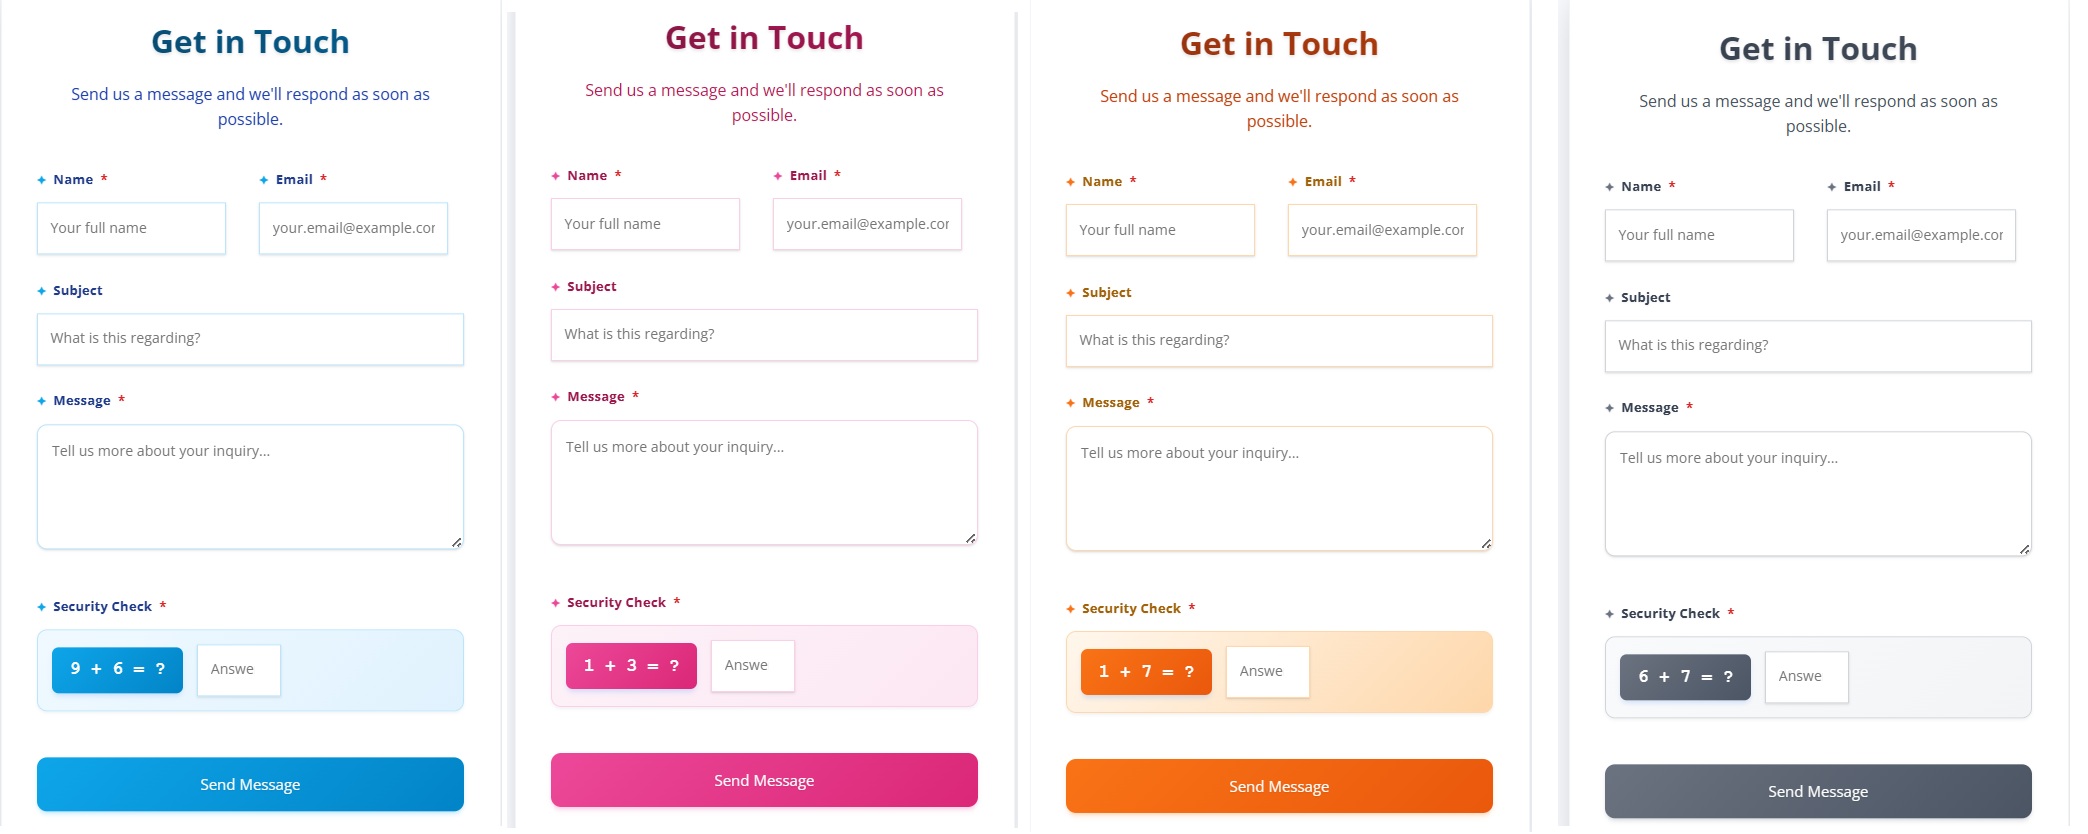 Get in Touch
Send us a message and we'll respond as soon as
possible.
✦ Name *
✦ Email *
Your full name
your.email@example.cor
✦ Subject
What is this regarding?
✦ Message *
Tell us more about your inquiry...
✦ Security Check *
9 + 6 = ?
Answe
Send Message
Get in Touch
Send us a message and we'll respond as soon as
possible.
✦ Name *
✦ Email *
Your full name
your.email@example.cor
✦ Subject
What is this regarding?
✦ Message *
Tell us more about your inquiry...
✦ Security Check *
1 + 3 = ?
Answe
Send Message
Get in Touch
Send us a message and we'll respond as soon as
possible.
✦ Name *
✦ Email *
Your full name
your.email@example.cor
✦ Subject
What is this regarding?
✦ Message *
Tell us more about your inquiry...
✦ Security Check *
1 + 7 = ?
Answe
Send Message
Get in Touch
Send us a message and we'll respond as soon as
possible.
✦ Name *
✦ Email *
Your full name
your.email@example.cor
✦ Subject
What is this regarding?
✦ Message *
Tell us more about your inquiry...
✦ Security Check *
6 + 7 = ?
Answe
Send Message